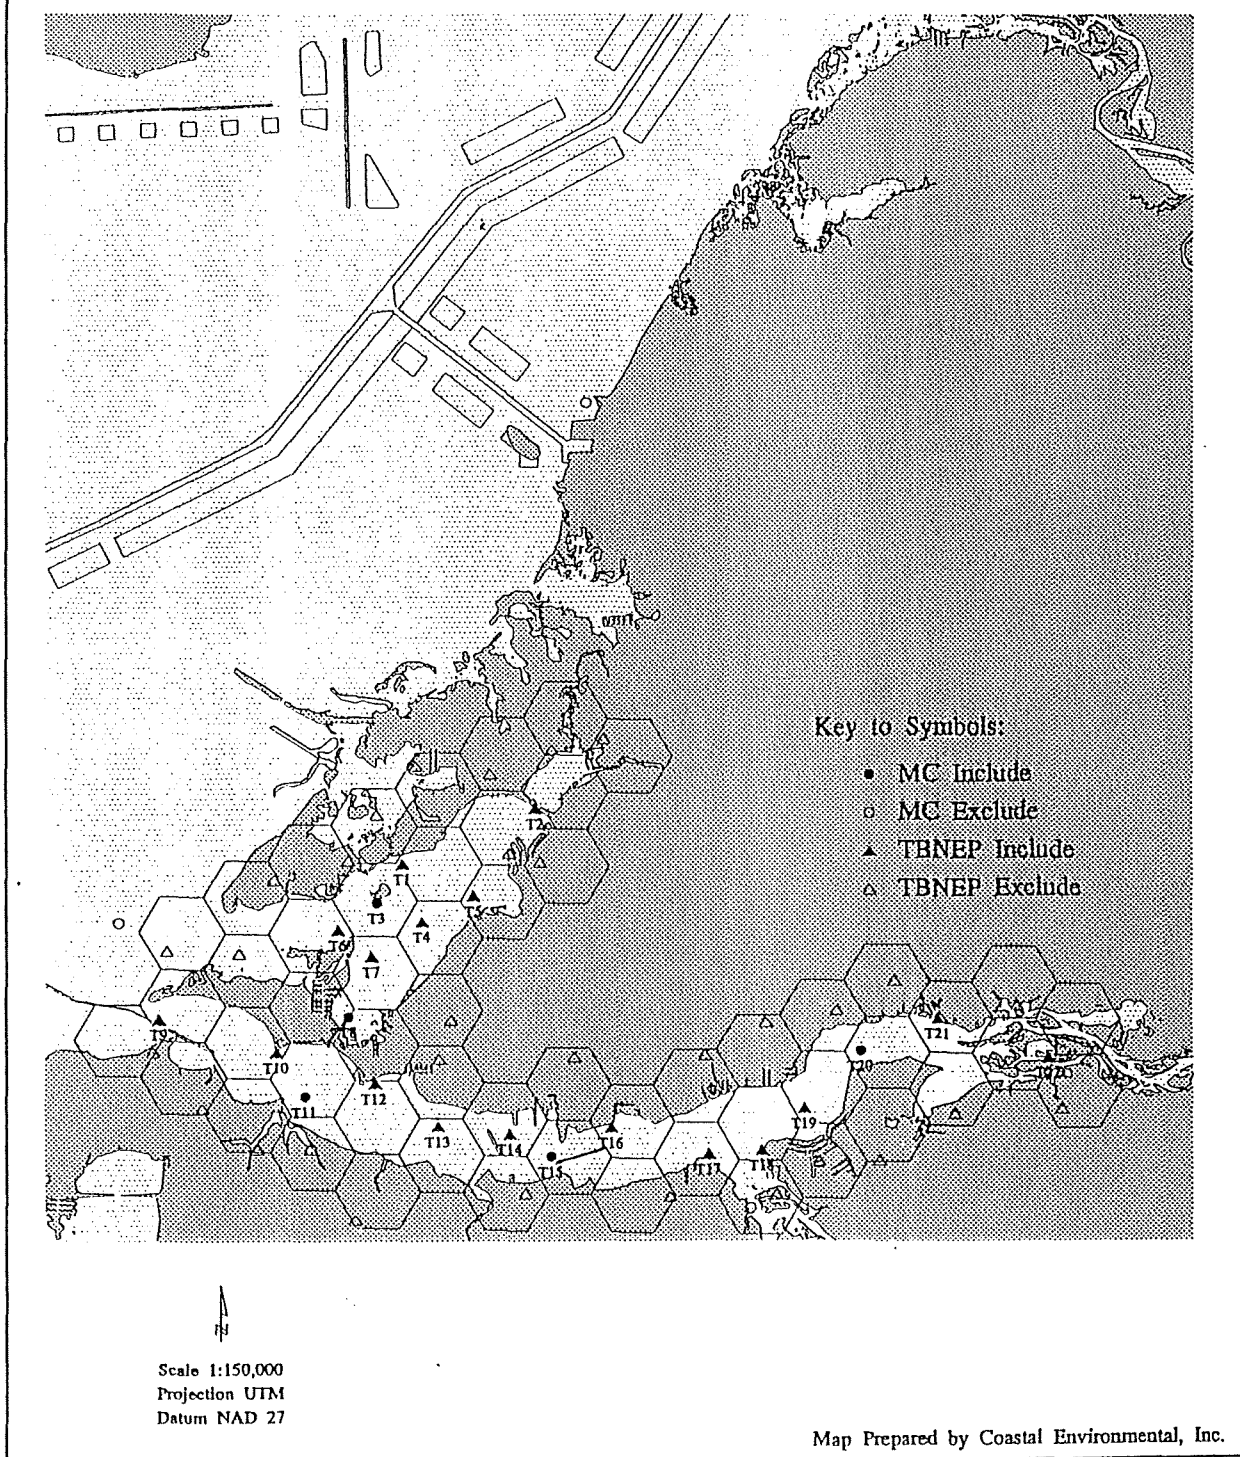 Key to Symbols:
MC Include
MC Exclude
TBNEP Include
TBNEP Exclude
T2
T1
T3
T5
T4
T6
T7
T9
T21
T20
T10
T12
T11
T19
T13
T14
T16
T15
T17
T18
N
Scale 1:150,000
Projection UTM
Datum NAD 27
Map Prepared by Coastal Environmental, Inc.